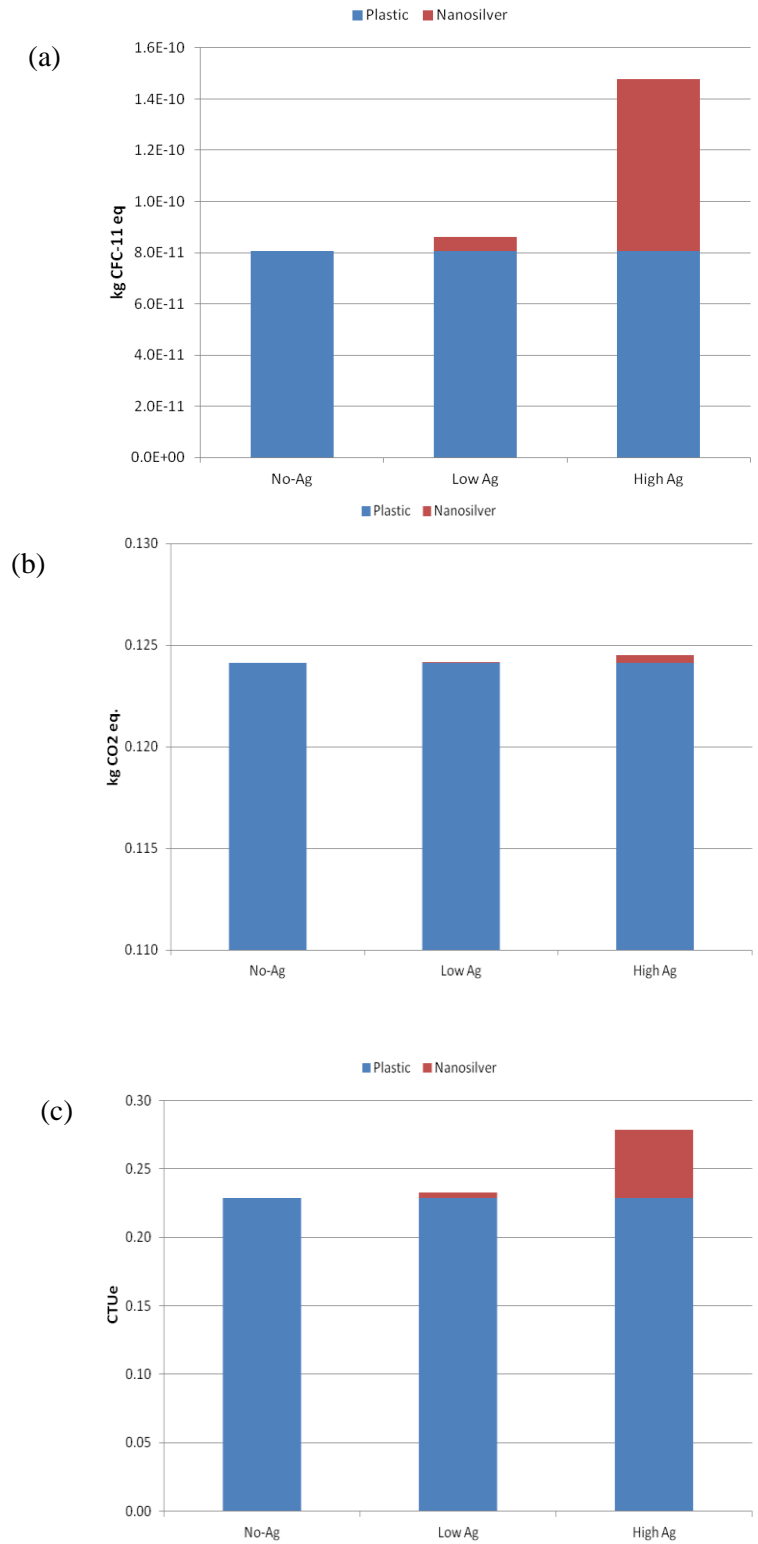 Plastic Nanosilver
(a)
1.6E-10
1.4E-10
1.2E-10
1.0E-10
8.0E-11
6.0E-11
4.0E-11
2.0E-11
0.0E+00
kg CFC-11 eq
No-Ag Low Ag High Ag
Plastic Nanosilver
(b)
0.130
0.125
0.120
0.115
0.110
kg CO2 eq.
No-Ag Low Ag High Ag
Plastic Nanosilver
(c)
0.30
0.25
0.20
0.15
0.10
0.05
0.00
CTUe
No-Ag Low Ag High Ag